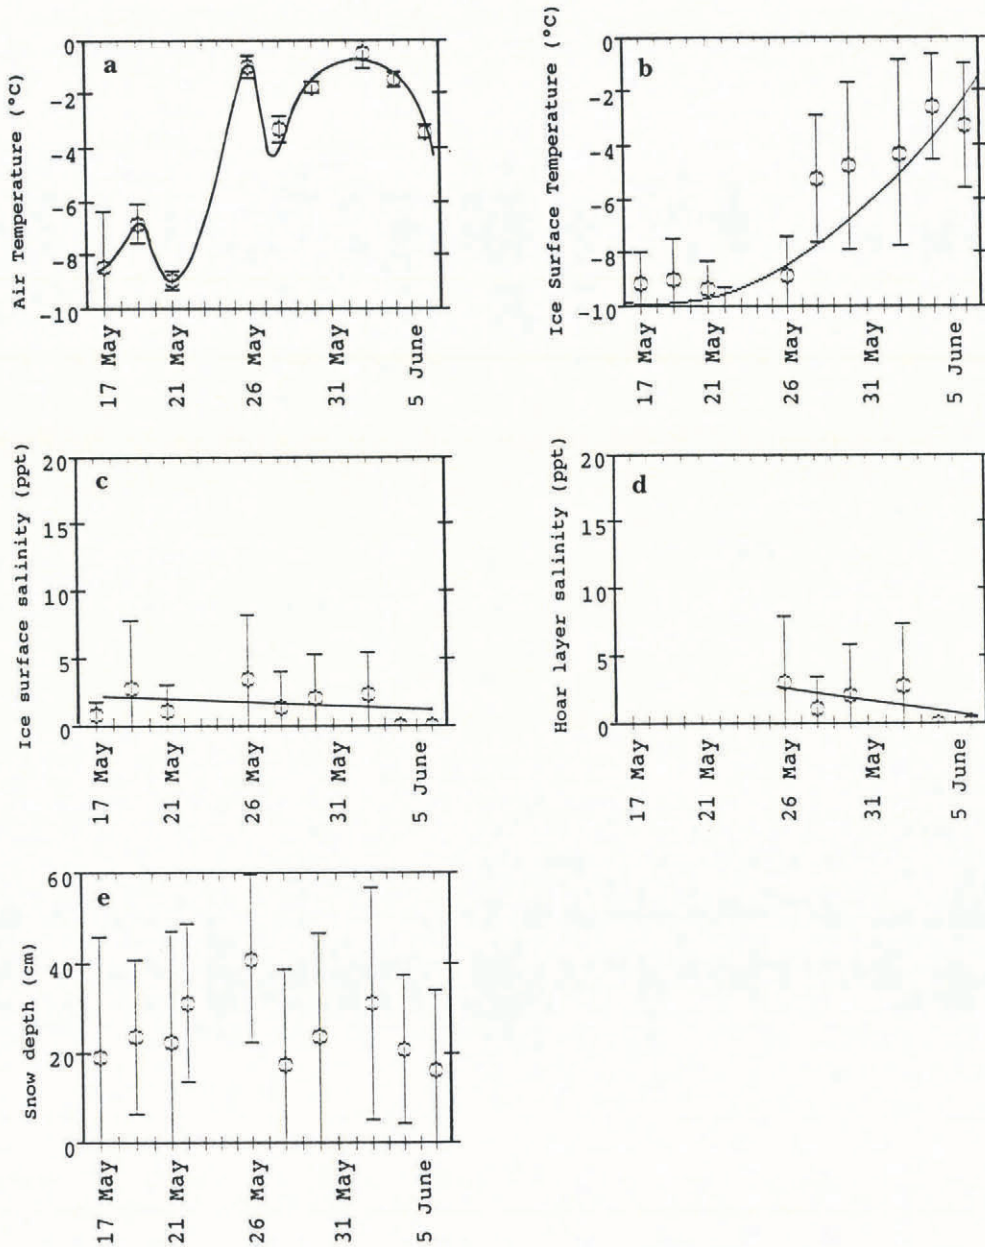 a
Air Temperature (°C)
0
−2
−4
−6
−8
−10
17 May
21 May
26 May
31 May
5 June
b
Ice Surface Temperature (°C)
0
−2
−4
−6
−8
−10
17 May
21 May
26 May
31 May
5 June
c
Ice surface salinity (ppt)
20
15
10
5
0
17 May
21 May
26 May
31 May
5 June
d
Hoar layer salinity (ppt)
20
15
10
5
0
17 May
21 May
26 May
31 May
5 June
e
Snow depth (cm)
60
40
20
0
17 May
21 May
26 May
31 May
5 June